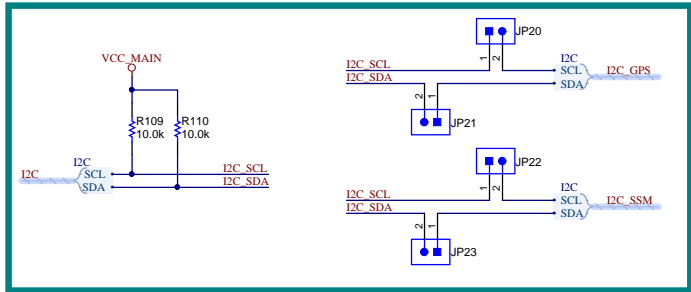 VCC_MAIN
R109
10.0k
R110
10.0k
I2C
I2C
SCL
SDA
I2C_SCL
I2C_SDA
JP20
I2C_SCL
I2C_SDA
1
2
I2C
SCL
SDA
I2C_GPS
2
1
JP21
JP22
I2C_SCL
I2C_SDA
1
2
I2C
SCL
SDA
I2C_SSM
2
1
JP23